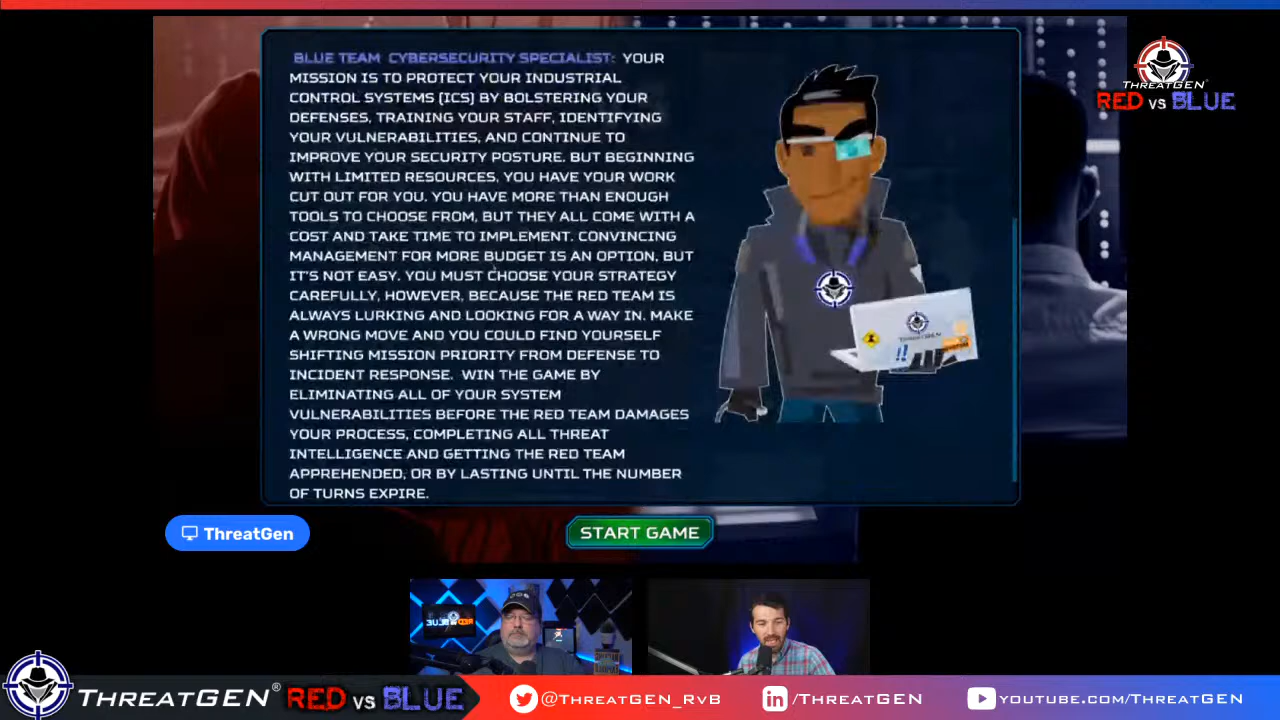 BLUE TEAM CYBERSECURITY SPECIALIST: YOUR
MISSION IS TO PROTECT YOUR INDUSTRIAL
CONTROL SYSTEMS (ICS) BY BOLSTERING YOUR
DEFENSES, TRAINING YOUR STAFF, IDENTIFYING
YOUR VULNERABILITIES, AND CONTINUE TO
IMPROVE YOUR SECURITY POSTURE. BUT BEGINNING
WITH LIMITED RESOURCES, YOU HAVE YOUR WORK
CUT OUT FOR YOU. YOU HAVE MORE THAN ENOUGH
TOOLS TO CHOOSE FROM, BUT THEY ALL COME WITH A
COST AND TAKE TIME TO IMPLEMENT. CONVINCING
MANAGEMENT FOR MORE BUDGET IS AN OPTION, BUT
IT'S NOT EASY. YOU MUST CHOOSE YOUR STRATEGY
CAREFULLY, HOWEVER, BECAUSE THE RED TEAM IS
ALWAYS LURKING AND LOOKING FOR A WAY IN. MAKE
A WRONG MOVE AND YOU COULD FIND YOURSELF
SHIFTING MISSION PRIORITY FROM DEFENSE TO
INCIDENT RESPONSE. WIN THE GAME BY
ELIMINATING ALL OF YOUR SYSTEM
VULNERABILITIES BEFORE THE RED TEAM DAMAGES
YOUR PROCESS, COMPLETING ALL THREAT
INTELLIGENCE AND GETTING THE RED TEAM
APPREHENDED, OR BY LASTING UNTIL THE NUMBER
OF TURNS EXPIRE.
THREATGEN®
RED vs BLUE
ThreatGen
START GAME
THREATGEN® RED vs BLUE
@THREATGEN_RVB
/THREATGEN
YOUTUBE.COM/THREATGEN